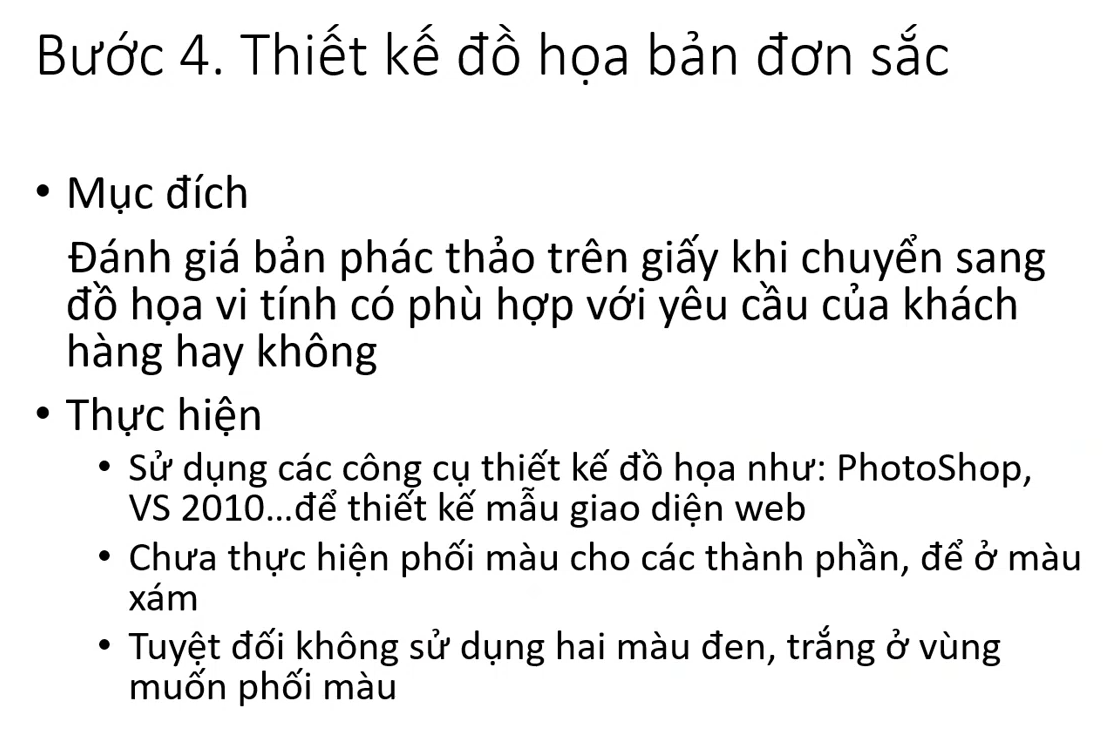 Bước 4. Thiết kế đồ họa bản đơn sắc
• Mục đích
Đánh giá bản phác thảo trên giấy khi chuyển sang
đồ họa vi tính có phù hợp với yêu cầu của khách
hàng hay không
• Thực hiện
• Sử dụng các công cụ thiết kế đồ họa như: PhotoShop,
VS 2010...để thiết kế mẫu giao diện web
• Chưa thực hiện phối màu cho các thành phần, để ở màu
xám
• Tuyệt đối không sử dụng hai màu đen, trắng ở vùng
muốn phối màu